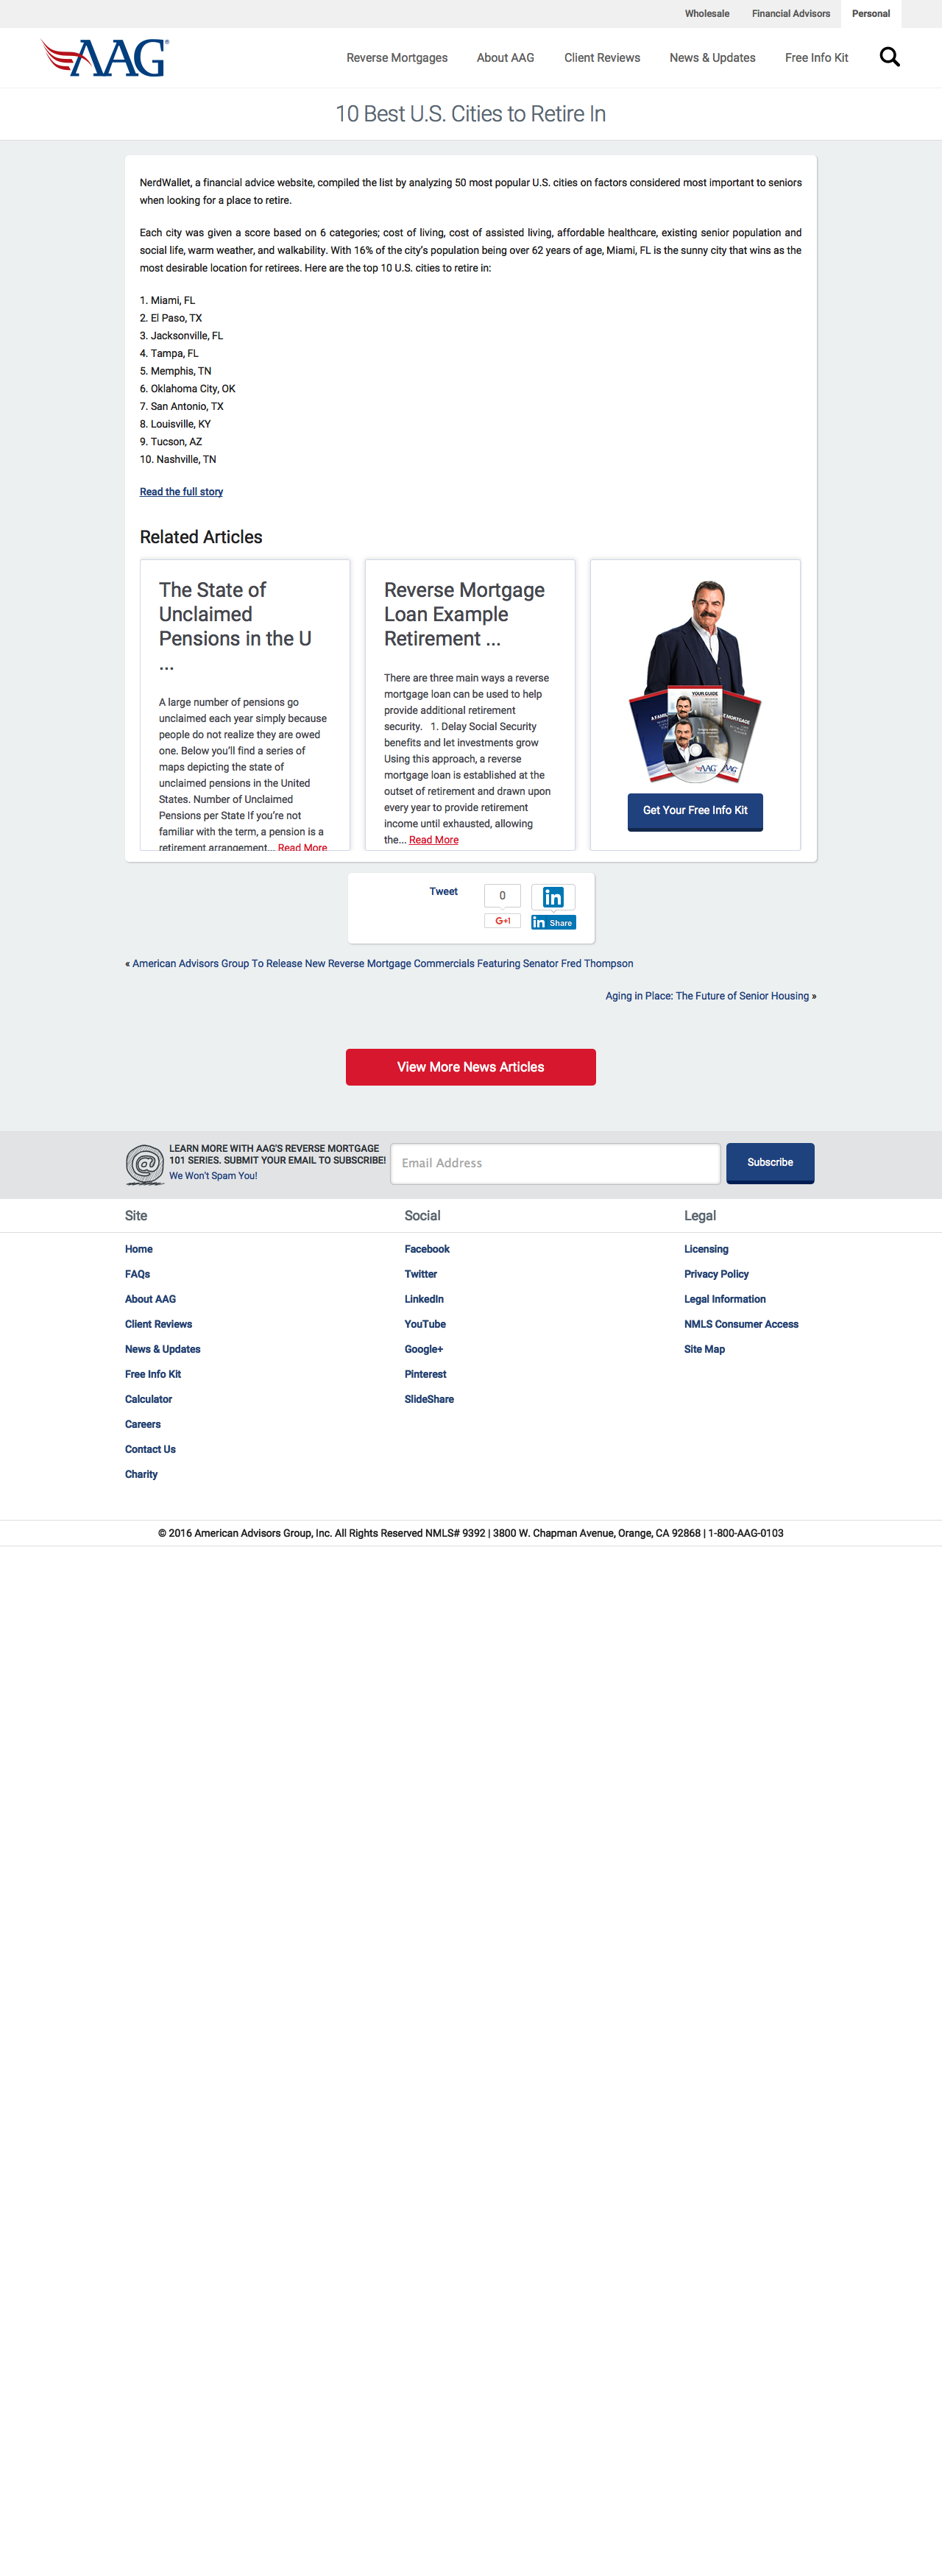 Wholesale Financial Advisors Personal
AAG®
Reverse Mortgages About AAG Client Reviews News & Updates Free Info Kit
10 Best U.S. Cities to Retire In
NerdWallet, a financial advice website, compiled the list by analyzing 50 most popular U.S. cities on factors considered most important to seniors
when looking for a place to retire.
Each city was given a score based on 6 categories; cost of living, cost of assisted living, affordable healthcare, existing senior population and
social life, warm weather, and walkability. With 16% of the city's population being over 62 years of age, Miami, FL is the sunny city that wins as the
most desirable location for retirees. Here are the top 10 U.S. cities to retire in:
1. Miami, FL
2. El Paso, TX
3. Jacksonville, FL
4. Tampa, FL
5. Memphis, TN
6. Oklahoma City, OK
7. San Antonio, TX
8. Louisville, KY
9. Tucson, AZ
10. Nashville, TN
Read the full story
Related Articles
The State of
Unclaimed
Pensions in the U
...
A large number of pensions go
unclaimed each year simply because
people do not realize they are owed
one. Below you'll find a series of
maps depicting the state of
unclaimed pensions in the United
States. Number of Unclaimed
Pensions per State If you're not
familiar with the term, a pension is a
retirement arrangement... Read More
Reverse Mortgage
Loan Example
Retirement ...
There are three main ways a reverse
mortgage loan can be used to help
provide additional retirement
security. 1. Delay Social Security
benefits and let investments grow
Using this approach, a reverse
mortgage loan is established at the
outset of retirement and drawn upon
every year to provide retirement
income until exhausted, allowing
the... Read More
YOUR GUIDE
MORTGAGE
AAG AAG
Get Your Free Info Kit
Tweet
0
G+1
in
in Share
« American Advisors Group To Release New Reverse Mortgage Commercials Featuring Senator Fred Thompson
Aging in Place: The Future of Senior Housing »
View More News Articles
@
LEARN MORE WITH AAG'S REVERSE MORTGAGE
101 SERIES. SUBMIT YOUR EMAIL TO SUBSCRIBE!
We Won't Spam You!
Email Address
Subscribe
Site
Home
FAQs
About AAG
Client Reviews
News & Updates
Free Info Kit
Calculator
Careers
Contact Us
Charity
Social
Facebook
Twitter
LinkedIn
YouTube
Google+
Pinterest
SlideShare
Legal
Licensing
Privacy Policy
Legal Information
NMLS Consumer Access
Site Map
© 2016 American Advisors Group, Inc. All Rights Reserved NMLS# 9392 | 3800 W. Chapman Avenue, Orange, CA 92868 | 1-800-AAG-0103